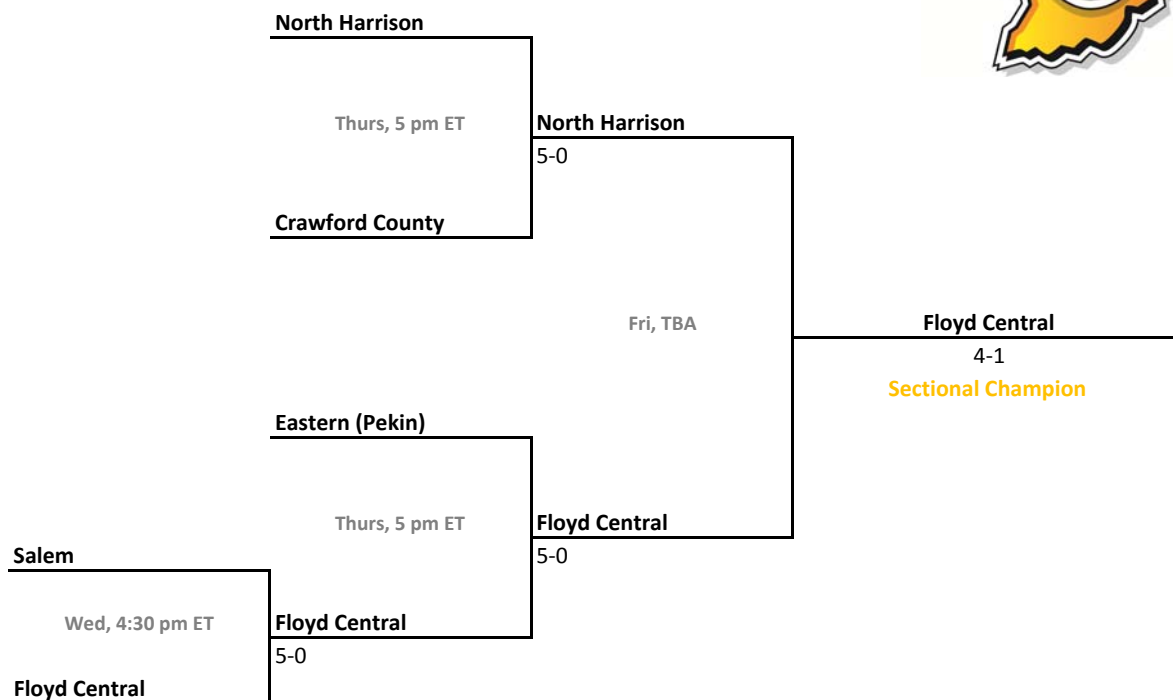 North Harrison
Thurs, 5 pm ET
North Harrison
5-0
Crawford County
Fri, TBA
Floyd Central
4-1
Sectional Champion
Eastern (Pekin)
Thurs, 5 pm ET
Floyd Central
5-0
Salem
Wed, 4:30 pm ET
Floyd Central
5-0
Floyd Central